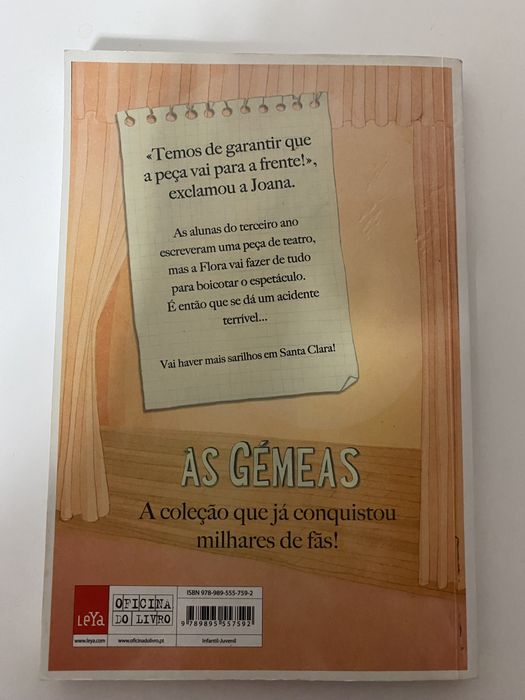 «Temos de garantir que
a peça vai para a frente!»,
exclamou a Joana.
As alunas do terceiro ano
escreveram uma peça de teatro,
mas a Flora vai fazer de tudo
para boicotar o espetáculo.
É então que se dá um acidente
terrível...
Vai haver mais sarilhos em Santa Clara!
AS GÉMEAS
A coleção que já conquistou
milhares de fãs!
LEYA
www.leya.com
OFICINA
DO LIVRO
www.oficinadolivro.pt
ISBN 978-989-555-759-2
9 789895 557592
Infantil-Juvenil